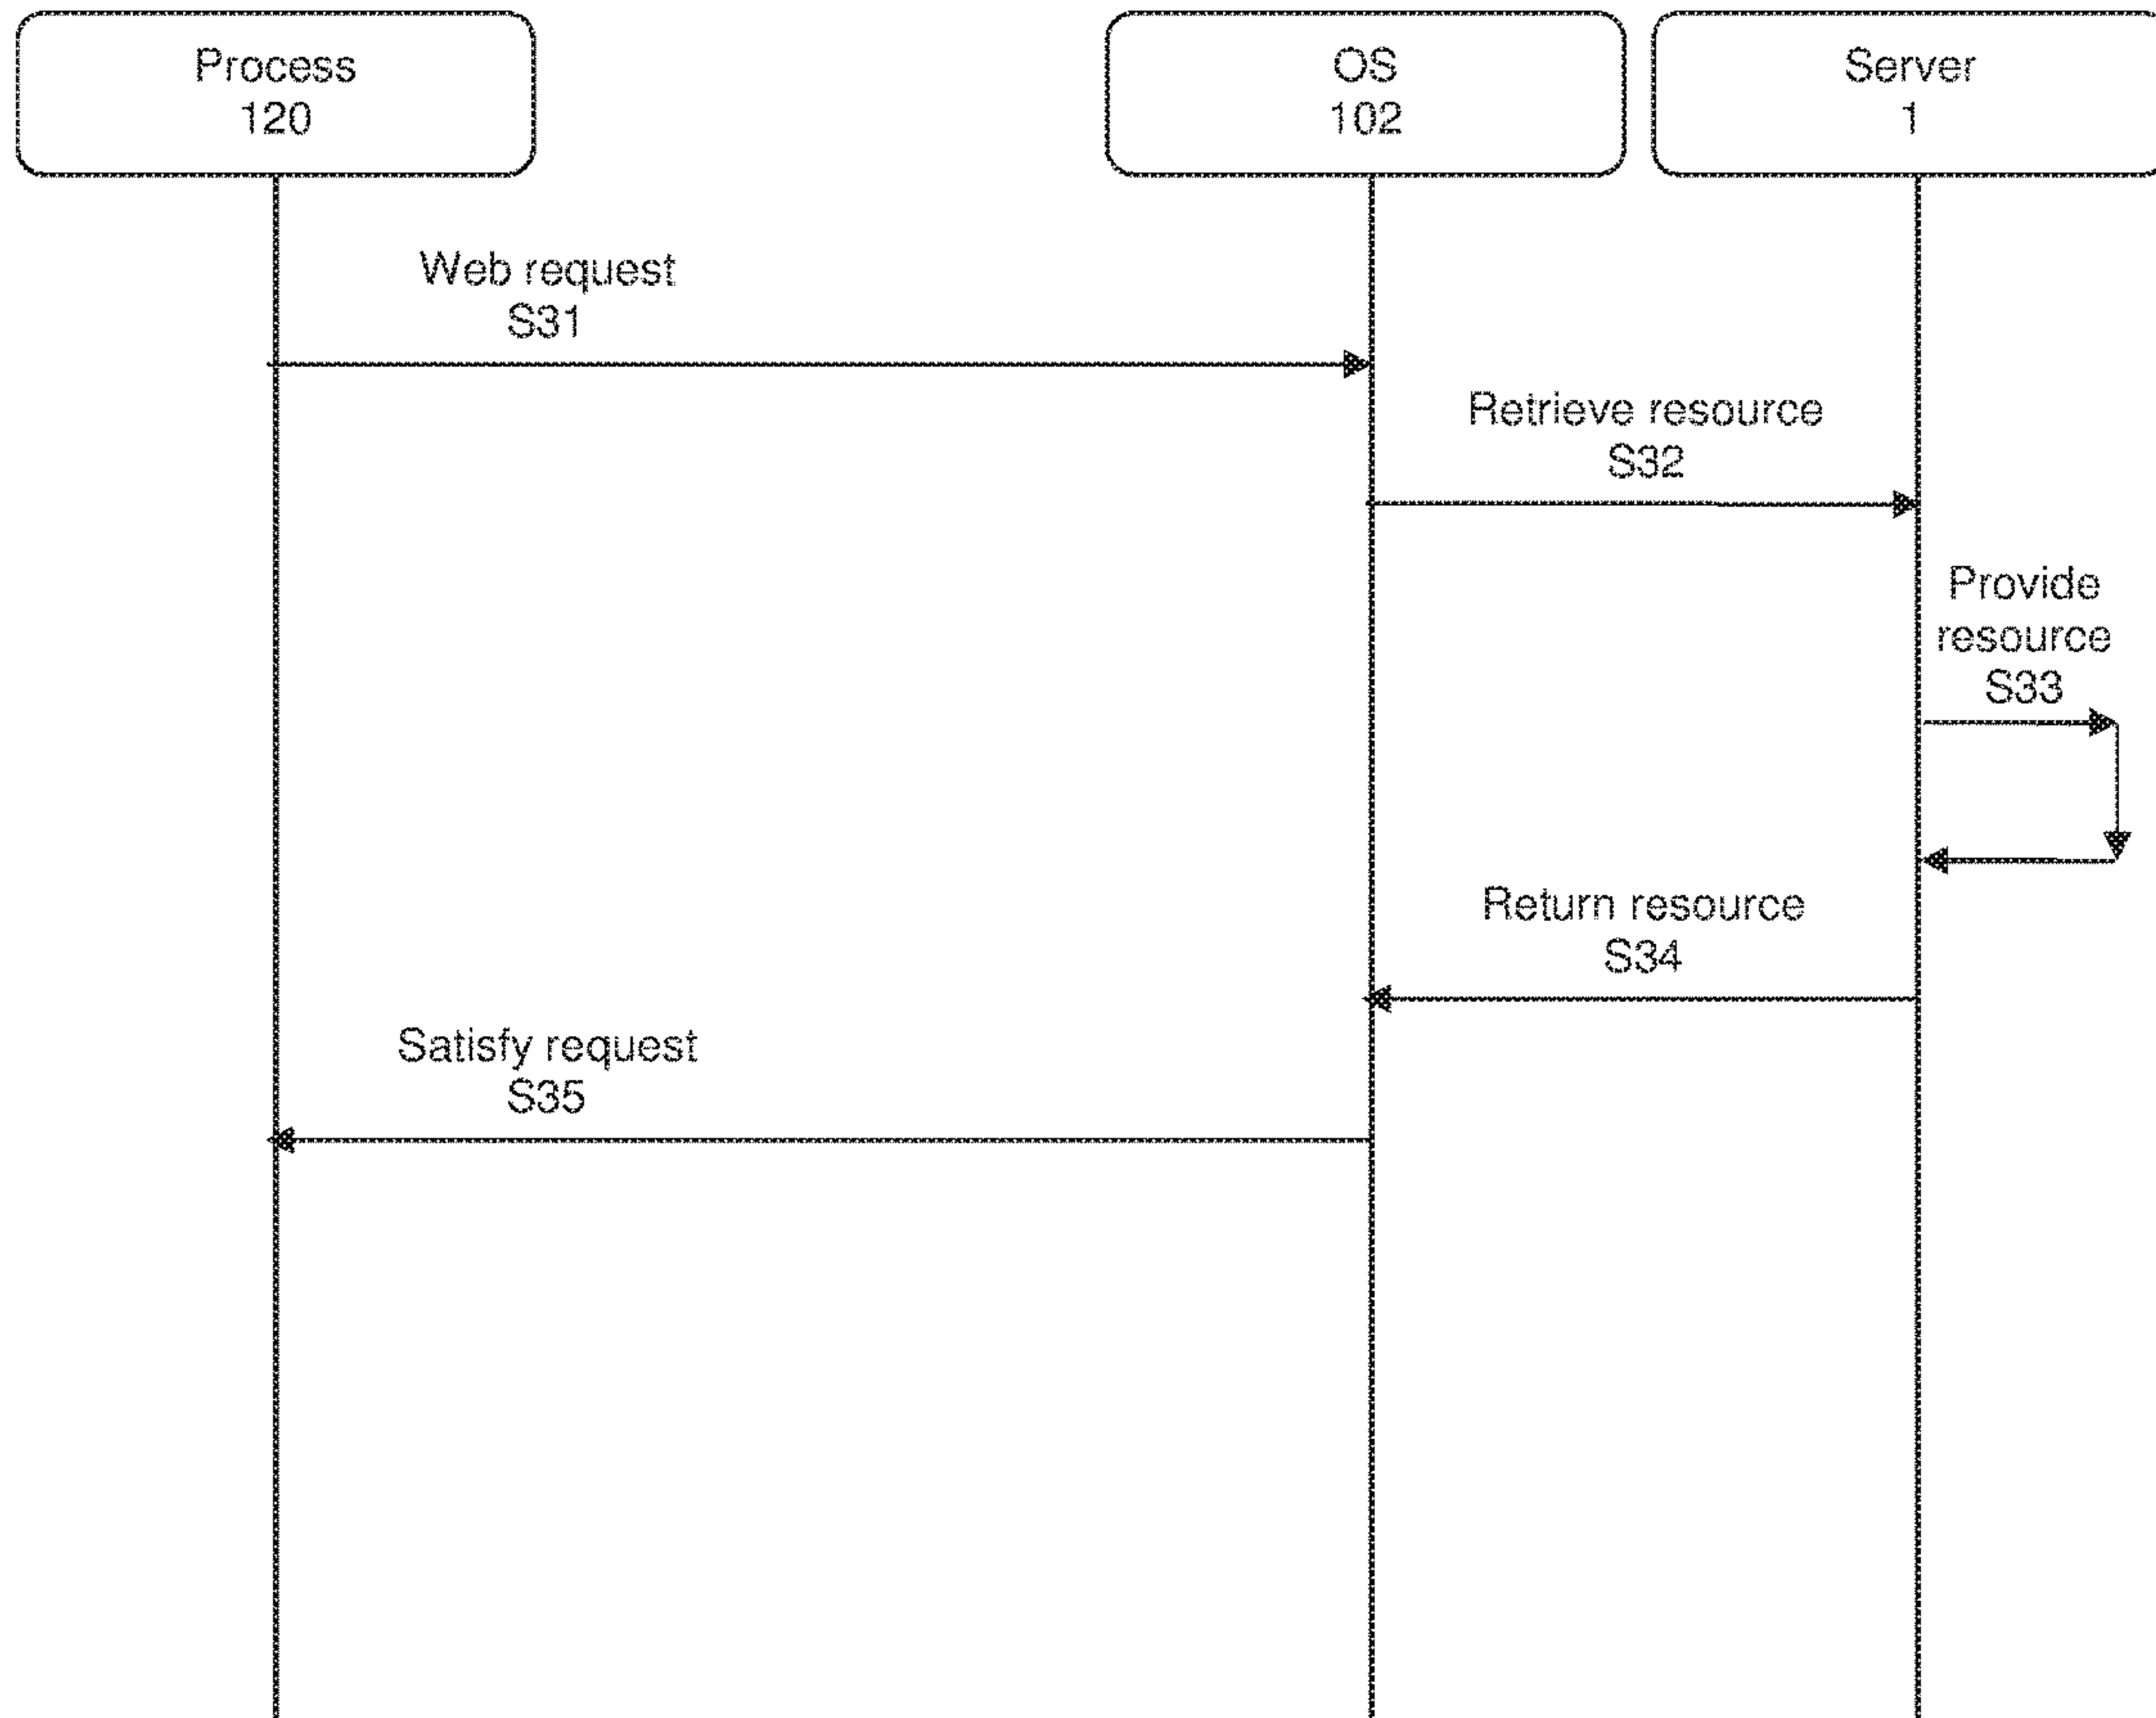 Process
120
OS
102
Server
1
Web request
S31
Retrieve resource
S32
Provide
resource
S33
Return resource
S34
Satisfy request
S35